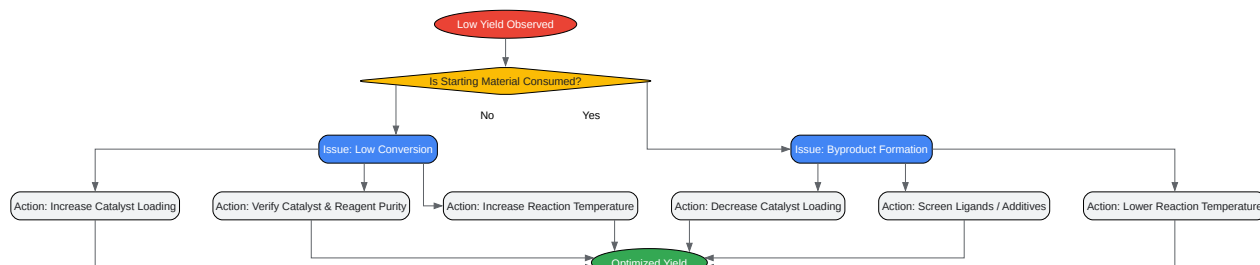 Low Yield Observed
Is Starting Material Consumed?
No
Yes
Issue: Low Conversion
Issue: Byproduct Formation
Action: Increase Catalyst Loading
Action: Verify Catalyst & Reagent Purity
Action: Increase Reaction Temperature
Action: Decrease Catalyst Loading
Action: Screen Ligands / Additives
Action: Lower Reaction Temperature
Optimized Yield